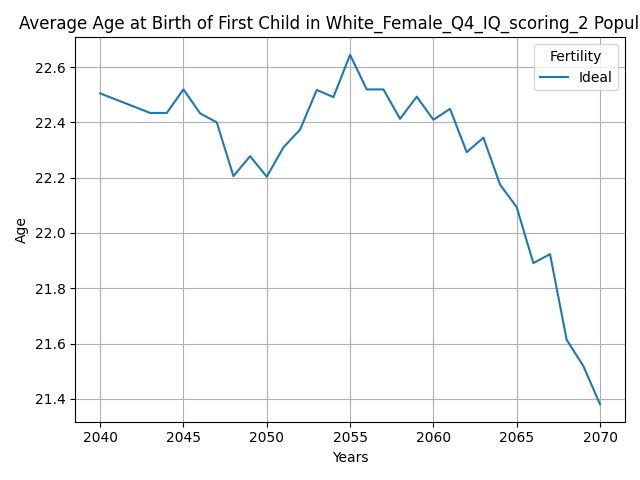 Average Age at Birth of First Child in White_Female_Q4_IQ_scoring_2 Popul
Fertility
Ideal
22.6
22.4
22.2
22.0
21.8
21.6
21.4
Age
2040 2045 2050 2055 2060 2065 2070
Years